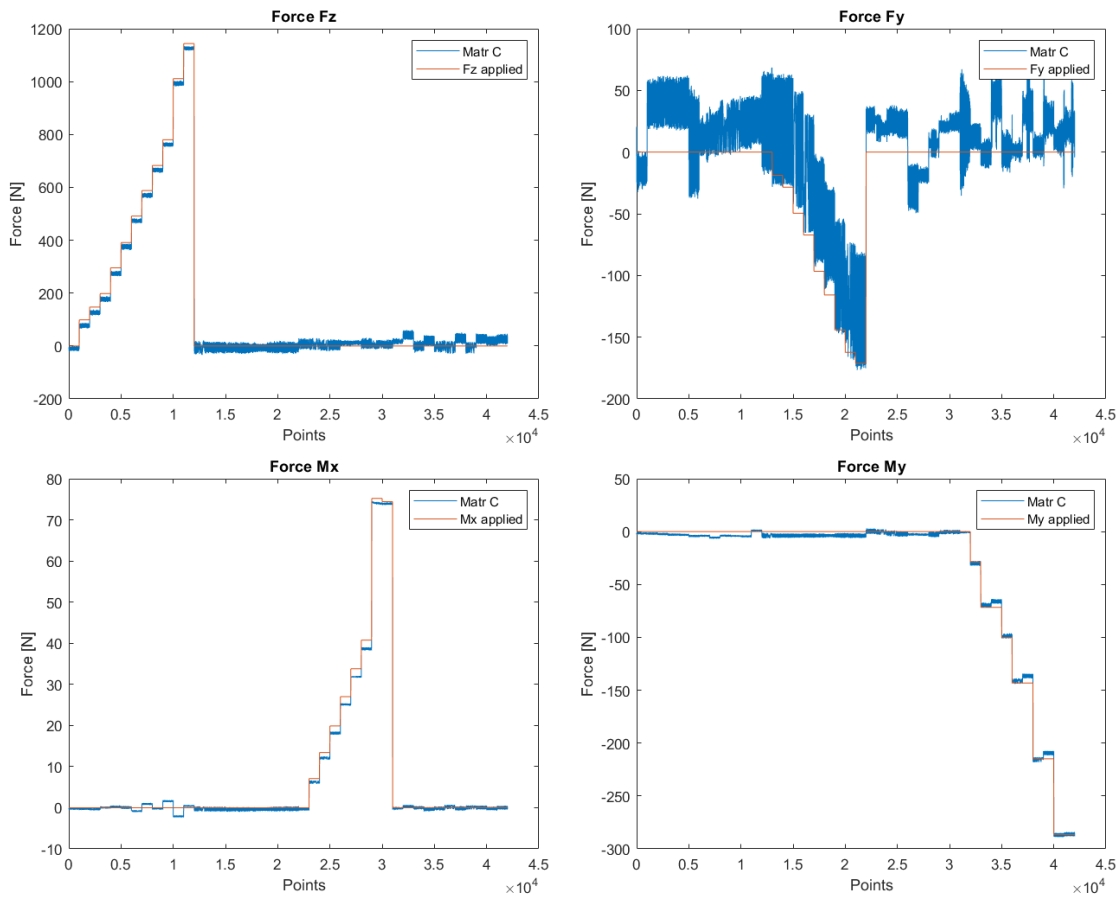 Force Fz
1200
1000
800
600
400
200
0
-200
Force [N]
Matr C
Fz applied
0 0.5 1 1.5 2 2.5 3 3.5 4 4.5
Points
×10^4
Force Fy
100
50
0
-50
-100
-150
-200
Force [N]
Matr C
Fy applied
0 0.5 1 1.5 2 2.5 3 3.5 4 4.5
Points
×10^4
Force Mx
80
70
60
50
40
30
20
10
0
-10
Force [N]
Matr C
Mx applied
0 0.5 1 1.5 2 2.5 3 3.5 4 4.5
Points
×10^4
Force My
50
0
-50
-100
-150
-200
-250
-300
Force [N]
Matr C
My applied
0 0.5 1 1.5 2 2.5 3 3.5 4 4.5
Points
×10^4